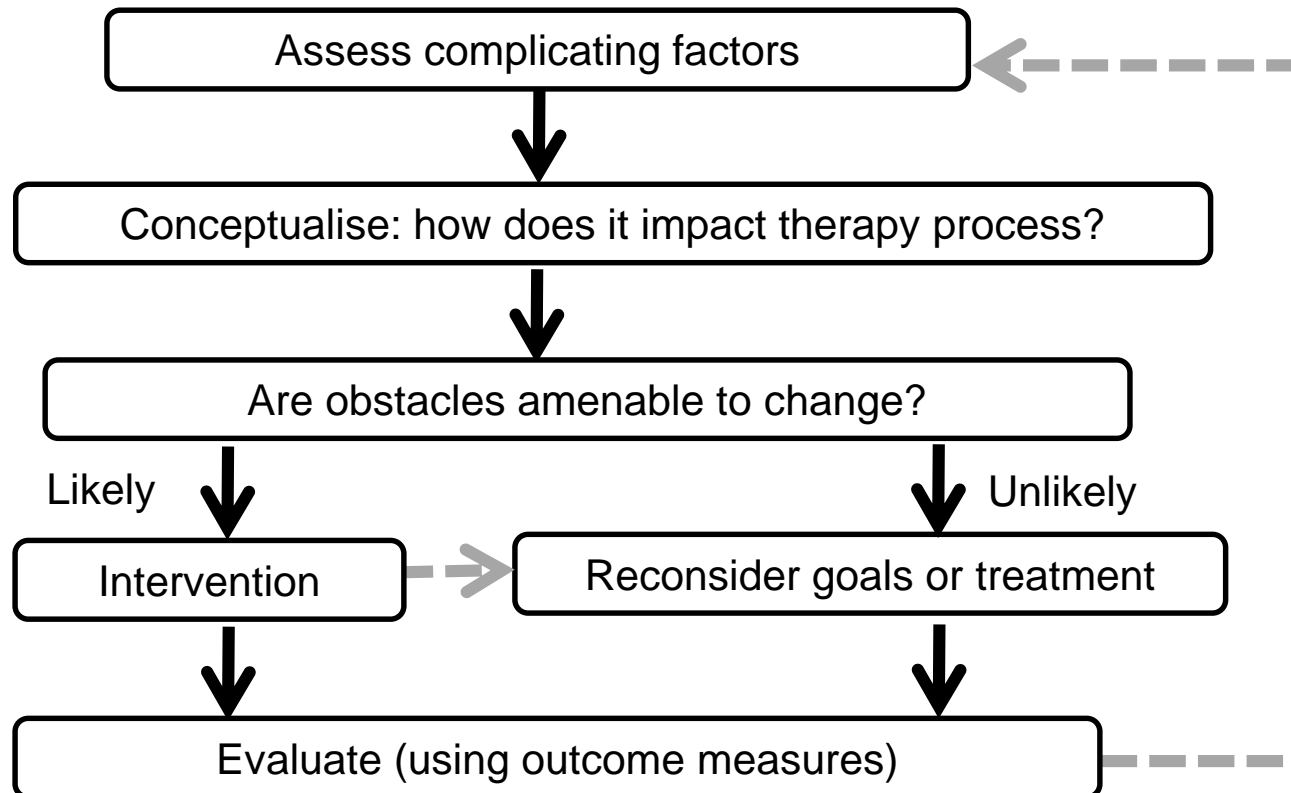 Assess complicating factors
Conceptualise: how does it impact therapy process?
Are obstacles amenable to change?
Likely
Unlikely
Intervention
Reconsider goals or treatment
Evaluate (using outcome measures)